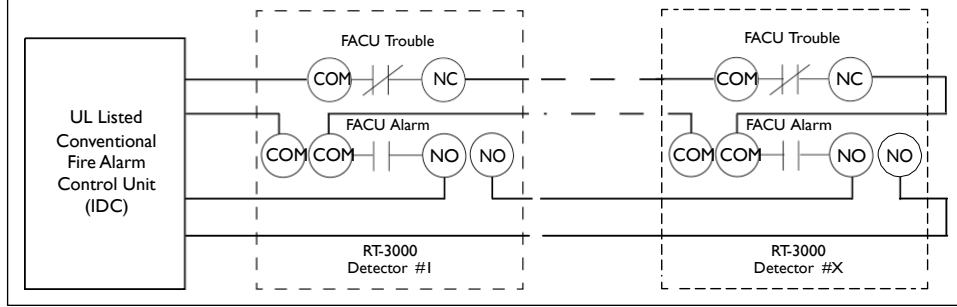 UL Listed
Conventional
Fire Alarm
Control Unit
(IDC)
FACU Trouble
COM NC
FACU Alarm
COM COM NO NO
RT-3000
Detector #1
FACU Trouble
COM NC
FACU Alarm
COM COM NO NO
RT-3000
Detector #X